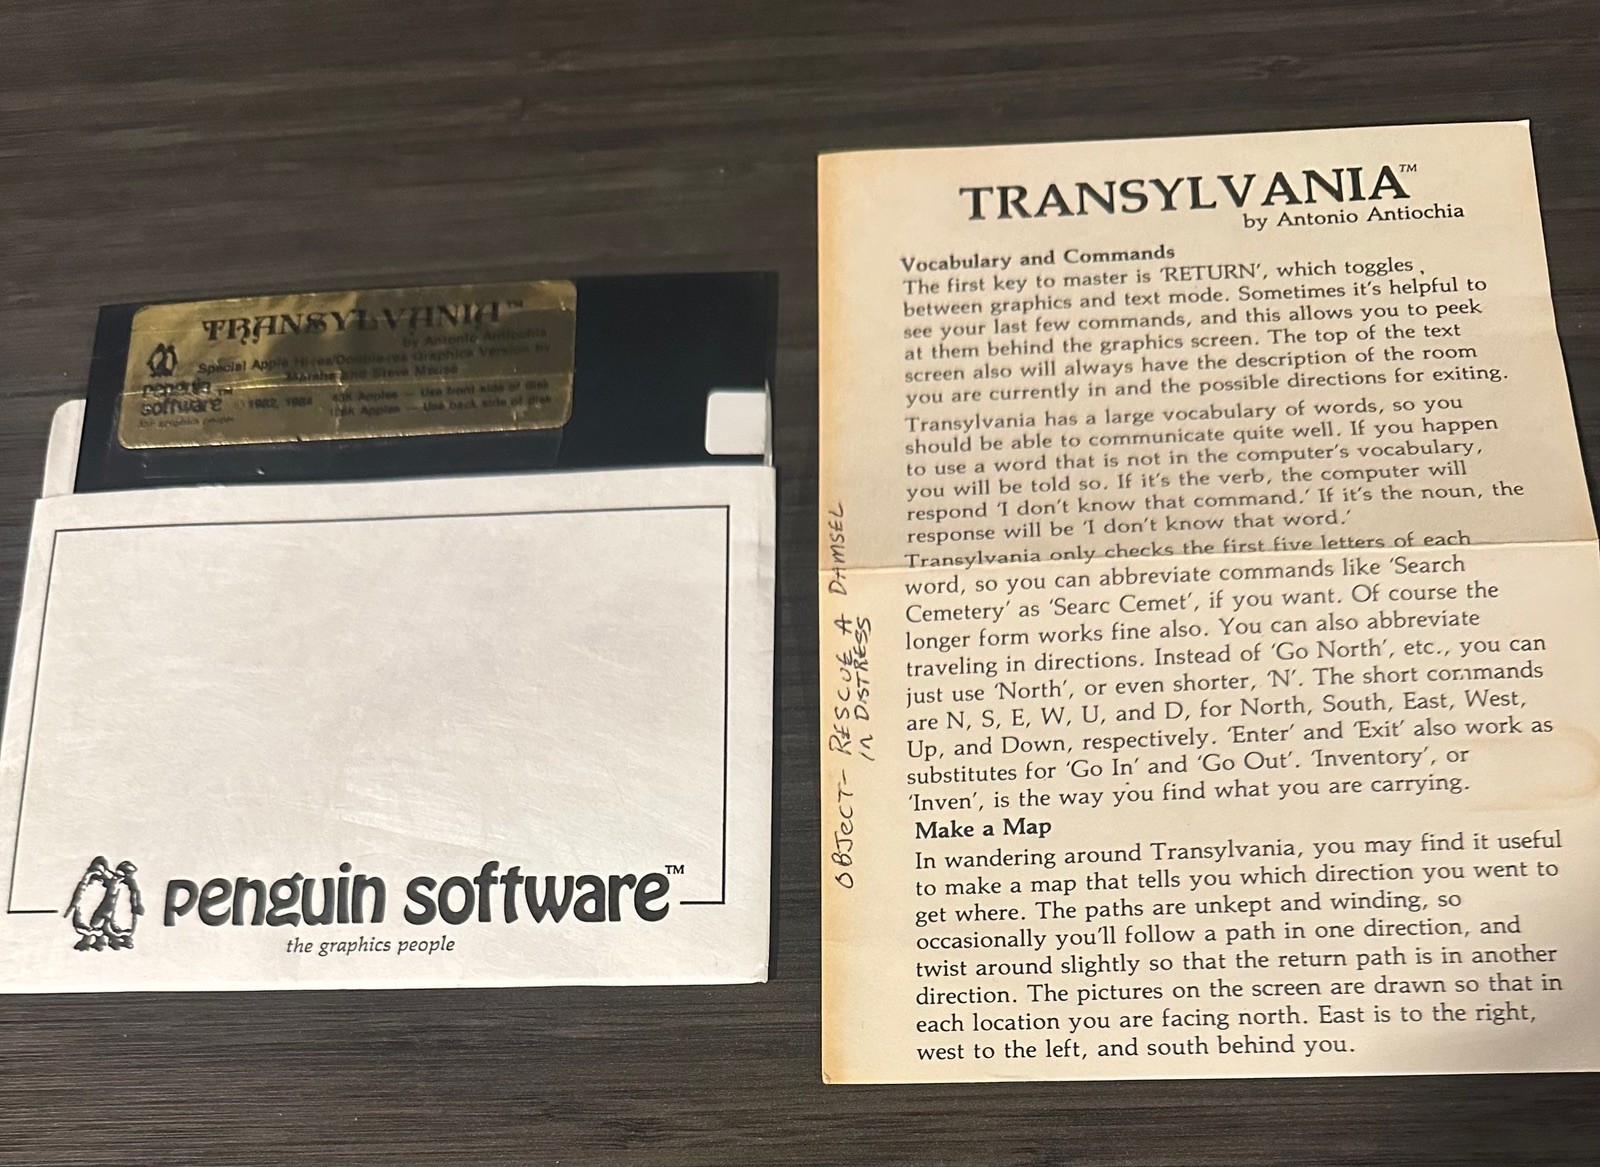 TRANSYLVANIA™
by Antonio Antiochia
Special Apple Hi-res/Double-res Graphics Version by
Marsha and Steve Meuse
penguin software™
the graphics people
© 1982, 1984
48K Apples — Use front side of disk
128K Apples — Use back side of disk
penguin software™
the graphics people
TRANSYLVANIA™
by Antonio Antiochia
Vocabulary and Commands
The first key to master is 'RETURN', which toggles
between graphics and text mode. Sometimes it's helpful to
see your last few commands, and this allows you to peek
at them behind the graphics screen. The top of the text
screen also will always have the description of the room
you are currently in and the possible directions for exiting.
Transylvania has a large vocabulary of words, so you
should be able to communicate quite well. If you happen
to use a word that is not in the computer's vocabulary,
you will be told so. If it's the verb, the computer will
respond 'I don't know that command.' If it's the noun, the
response will be 'I don't know that word.'
Transylvania only checks the first five letters of each
word, so you can abbreviate commands like 'Search
Cemetery' as 'Searc Cemet', if you want. Of course the
longer form works fine also. You can also abbreviate
traveling in directions. Instead of 'Go North', etc., you can
just use 'North', or even shorter, 'N'. The short commands
are N, S, E, W, U, and D, for North, South, East, West,
Up, and Down, respectively. 'Enter' and 'Exit' also work as
substitutes for 'Go In' and 'Go Out'. 'Inventory', or
'Inven', is the way you find what you are carrying.
Make a Map
In wandering around Transylvania, you may find it useful
to make a map that tells you which direction you went to
get where. The paths are unkept and winding, so
occasionally you'll follow a path in one direction, and
twist around slightly so that the return path is in another
direction. The pictures on the screen are drawn so that in
each location you are facing north. East is to the right,
west to the left, and south behind you.
OBJECT - RESCUE A DAMSEL
IN DISTRESS